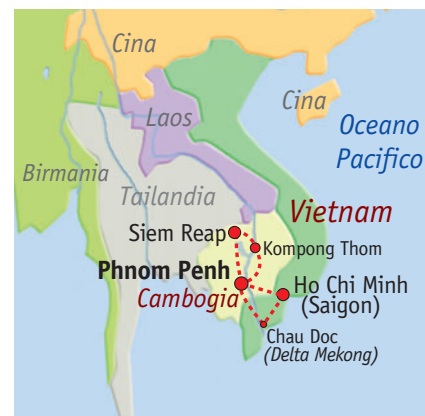 Cina
Laos
Cina
Oceano
Pacifico
Birmania
Tailandia
Vietnam
Siem Reap
Kompong Thom
Phnom Penh
Cambogia
Ho Chi Minh
(Saigon)
Chau Doc
(Delta Mekong)